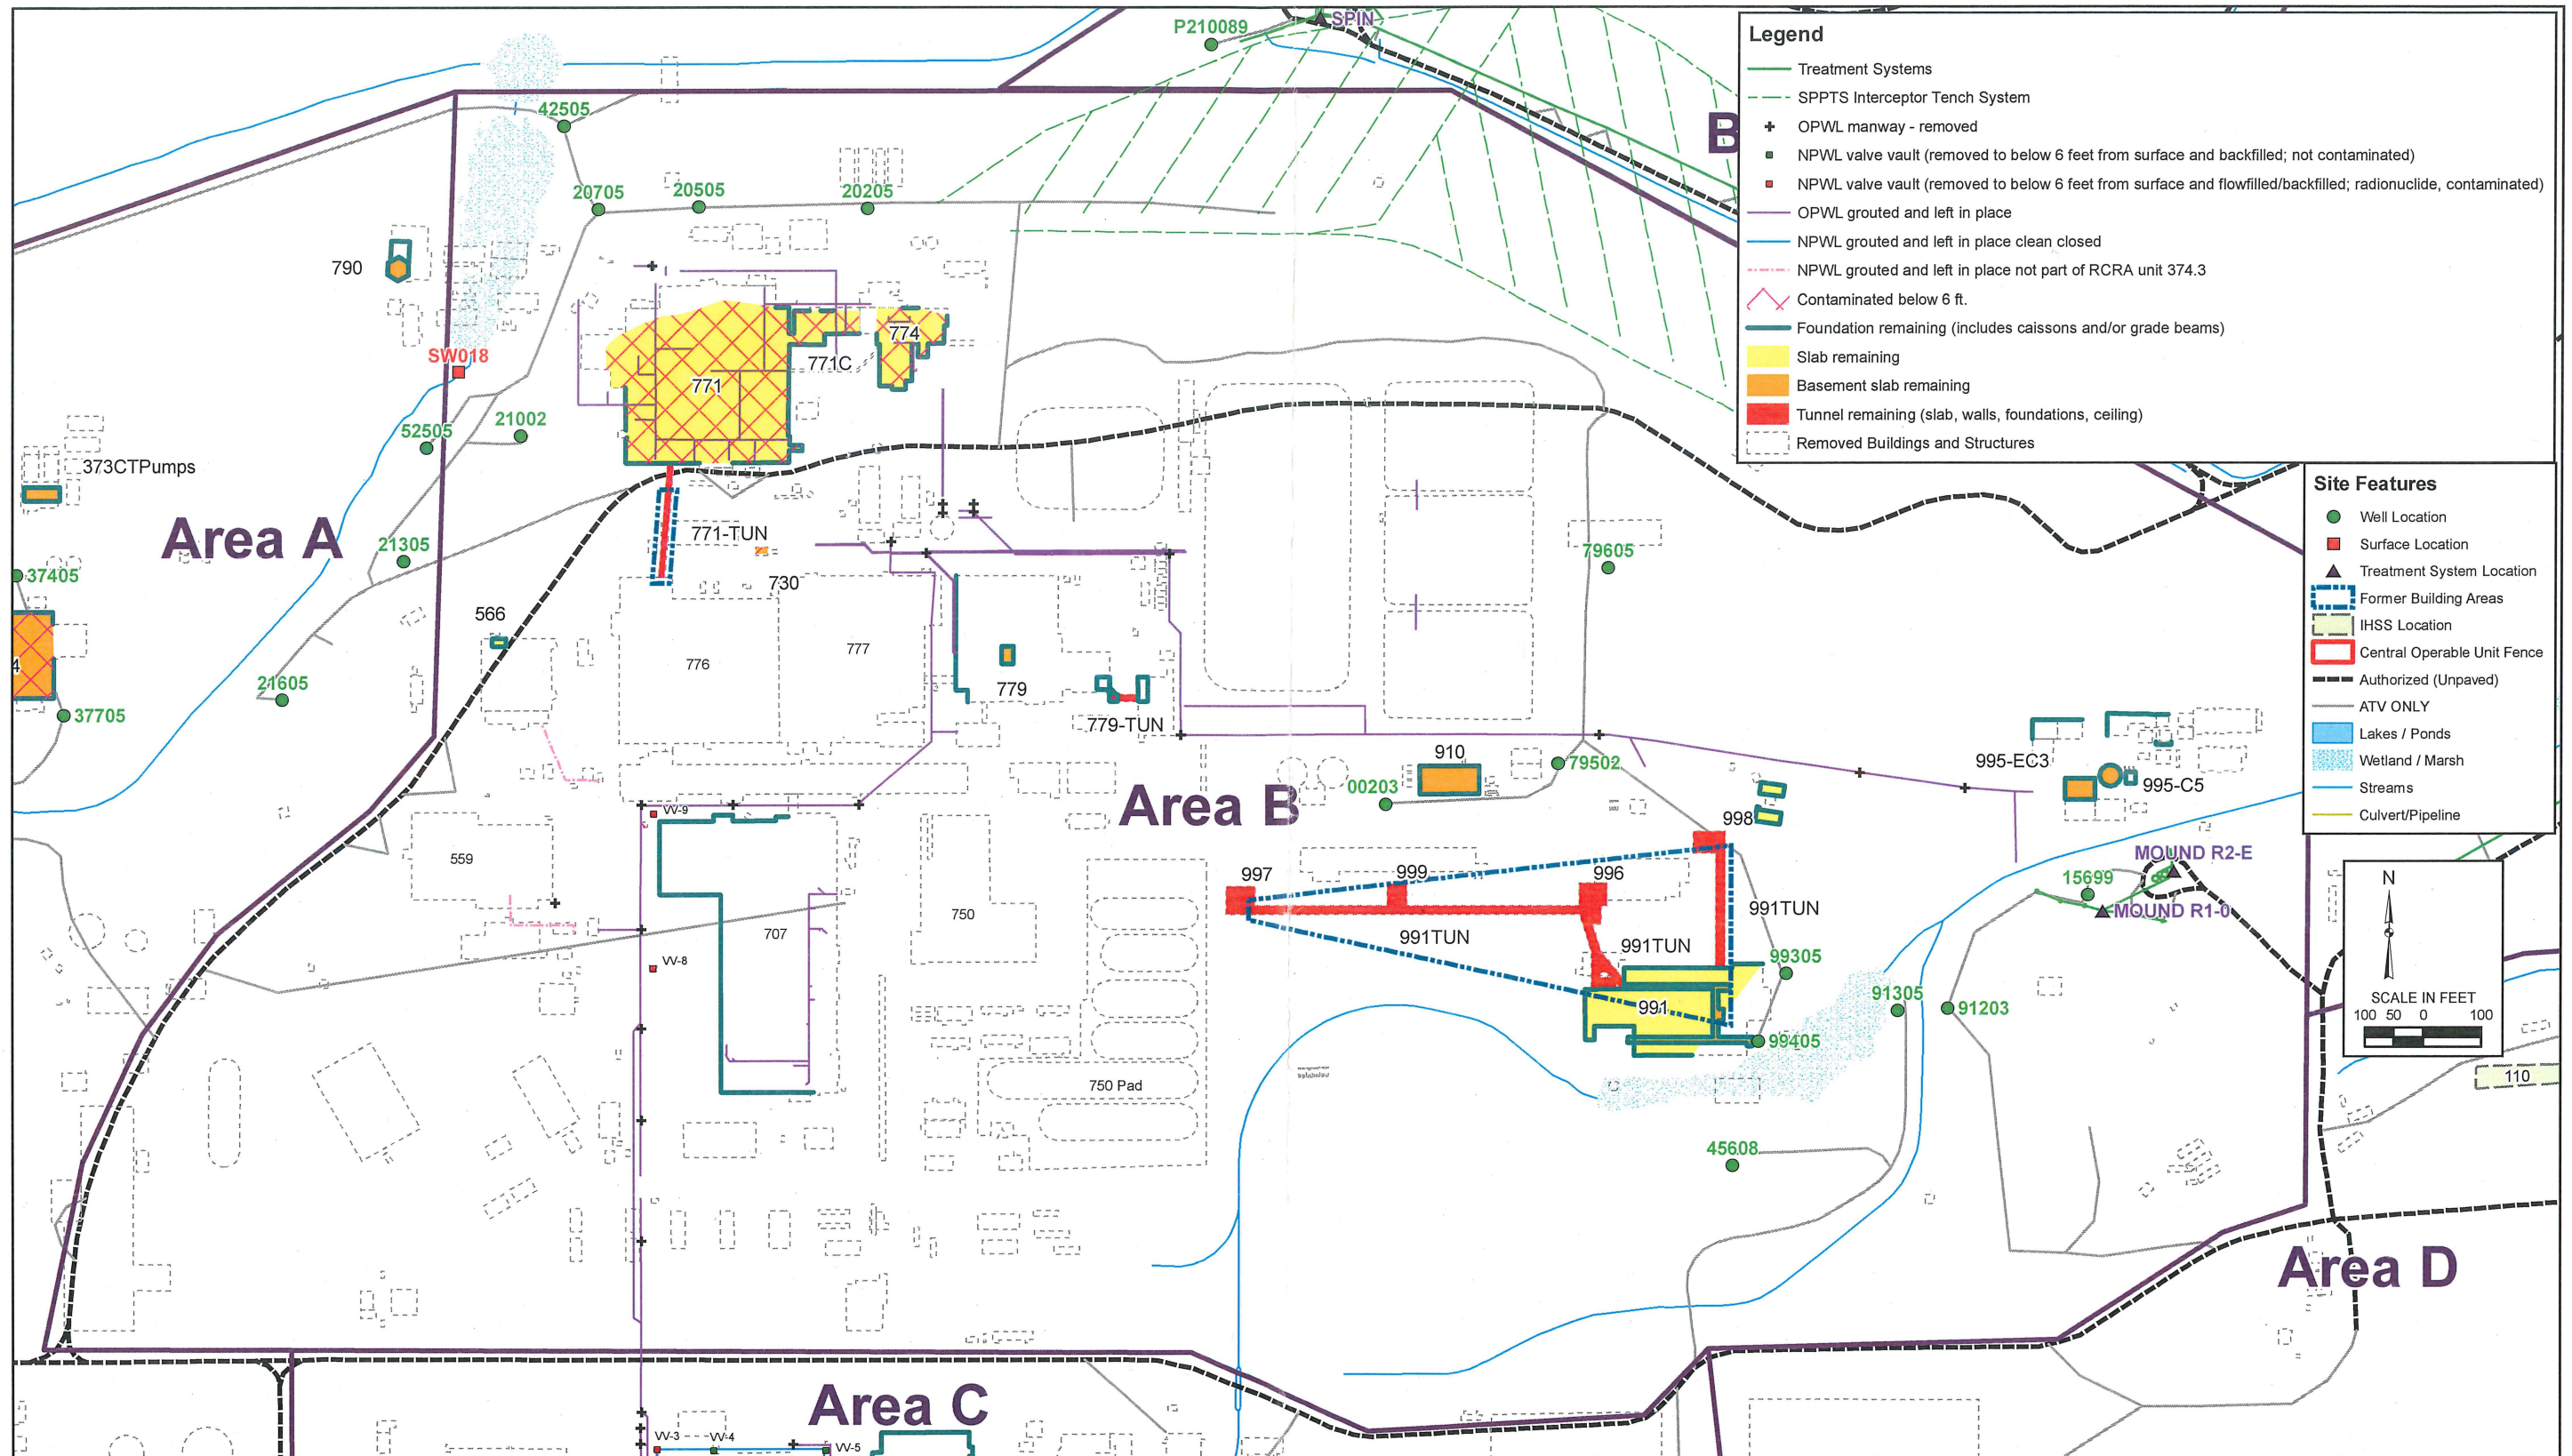 P210089
SPIN
42505
20705
20505
20205
790
SW018
771
771C
774
52505
21002
373CTPumps
Area A
21305
37405
566
4
21605
37705
771-TUN
730
776
777
779
779-TUN
79605
B
910
00203
79502
Area B
995-EC3
995-C5
998
VV-9
559
707
VV-8
750
750 Pad
997
999
996
991TUN
991TUN
991TUN
991
99305
99405
91305
91203
45608
MOUND R2-E
15699
MOUND R1-0
110
Area D
Area C
VV-3
VV-4
VV-5
Legend
Treatment Systems
SPPTS Interceptor Tench System
OPWL manway - removed
NPWL valve vault (removed to below 6 feet from surface and backfilled; not contaminated)
NPWL valve vault (removed to below 6 feet from surface and flowfilled/backfilled; radionuclide, contaminated)
OPWL grouted and left in place
NPWL grouted and left in place clean closed
NPWL grouted and left in place not part of RCRA unit 374.3
Contaminated below 6 ft.
Foundation remaining (includes caissons and/or grade beams)
Slab remaining
Basement slab remaining
Tunnel remaining (slab, walls, foundations, ceiling)
Removed Buildings and Structures
Site Features
Well Location
Surface Location
Treatment System Location
Former Building Areas
IHSS Location
Central Operable Unit Fence
Authorized (Unpaved)
ATV ONLY
Lakes / Ponds
Wetland / Marsh
Streams
Culvert/Pipeline
N
SCALE IN FEET
100 50 0 100